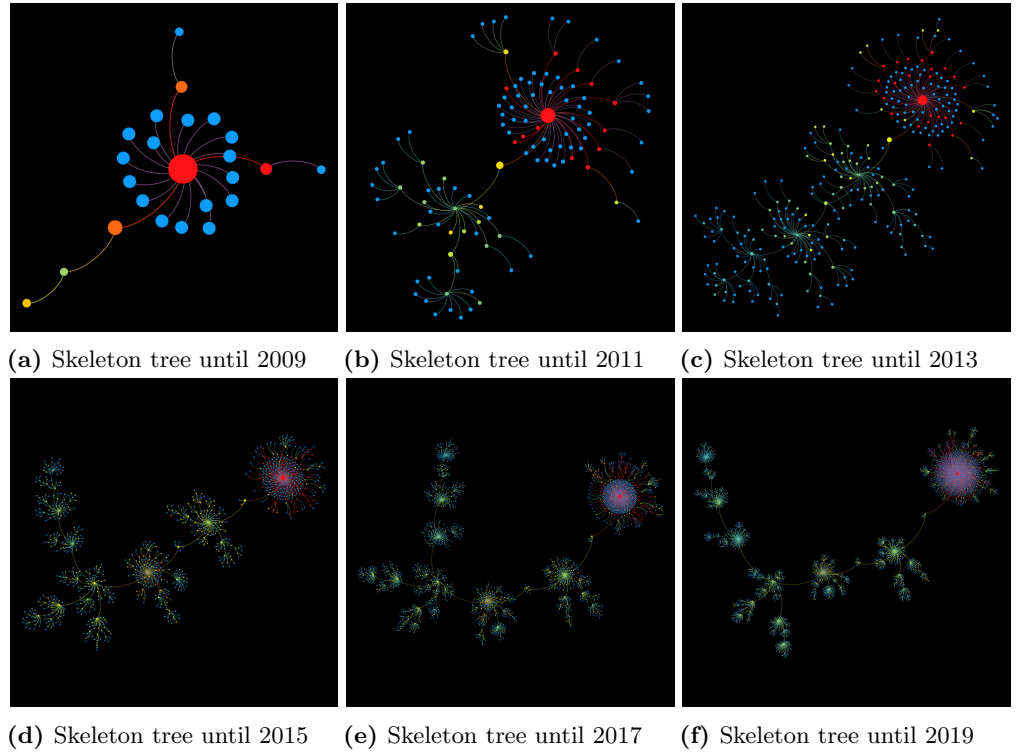 (a) Skeleton tree until 2009
(b) Skeleton tree until 2011
(c) Skeleton tree until 2013
(d) Skeleton tree until 2015
(e) Skeleton tree until 2017
(f) Skeleton tree until 2019